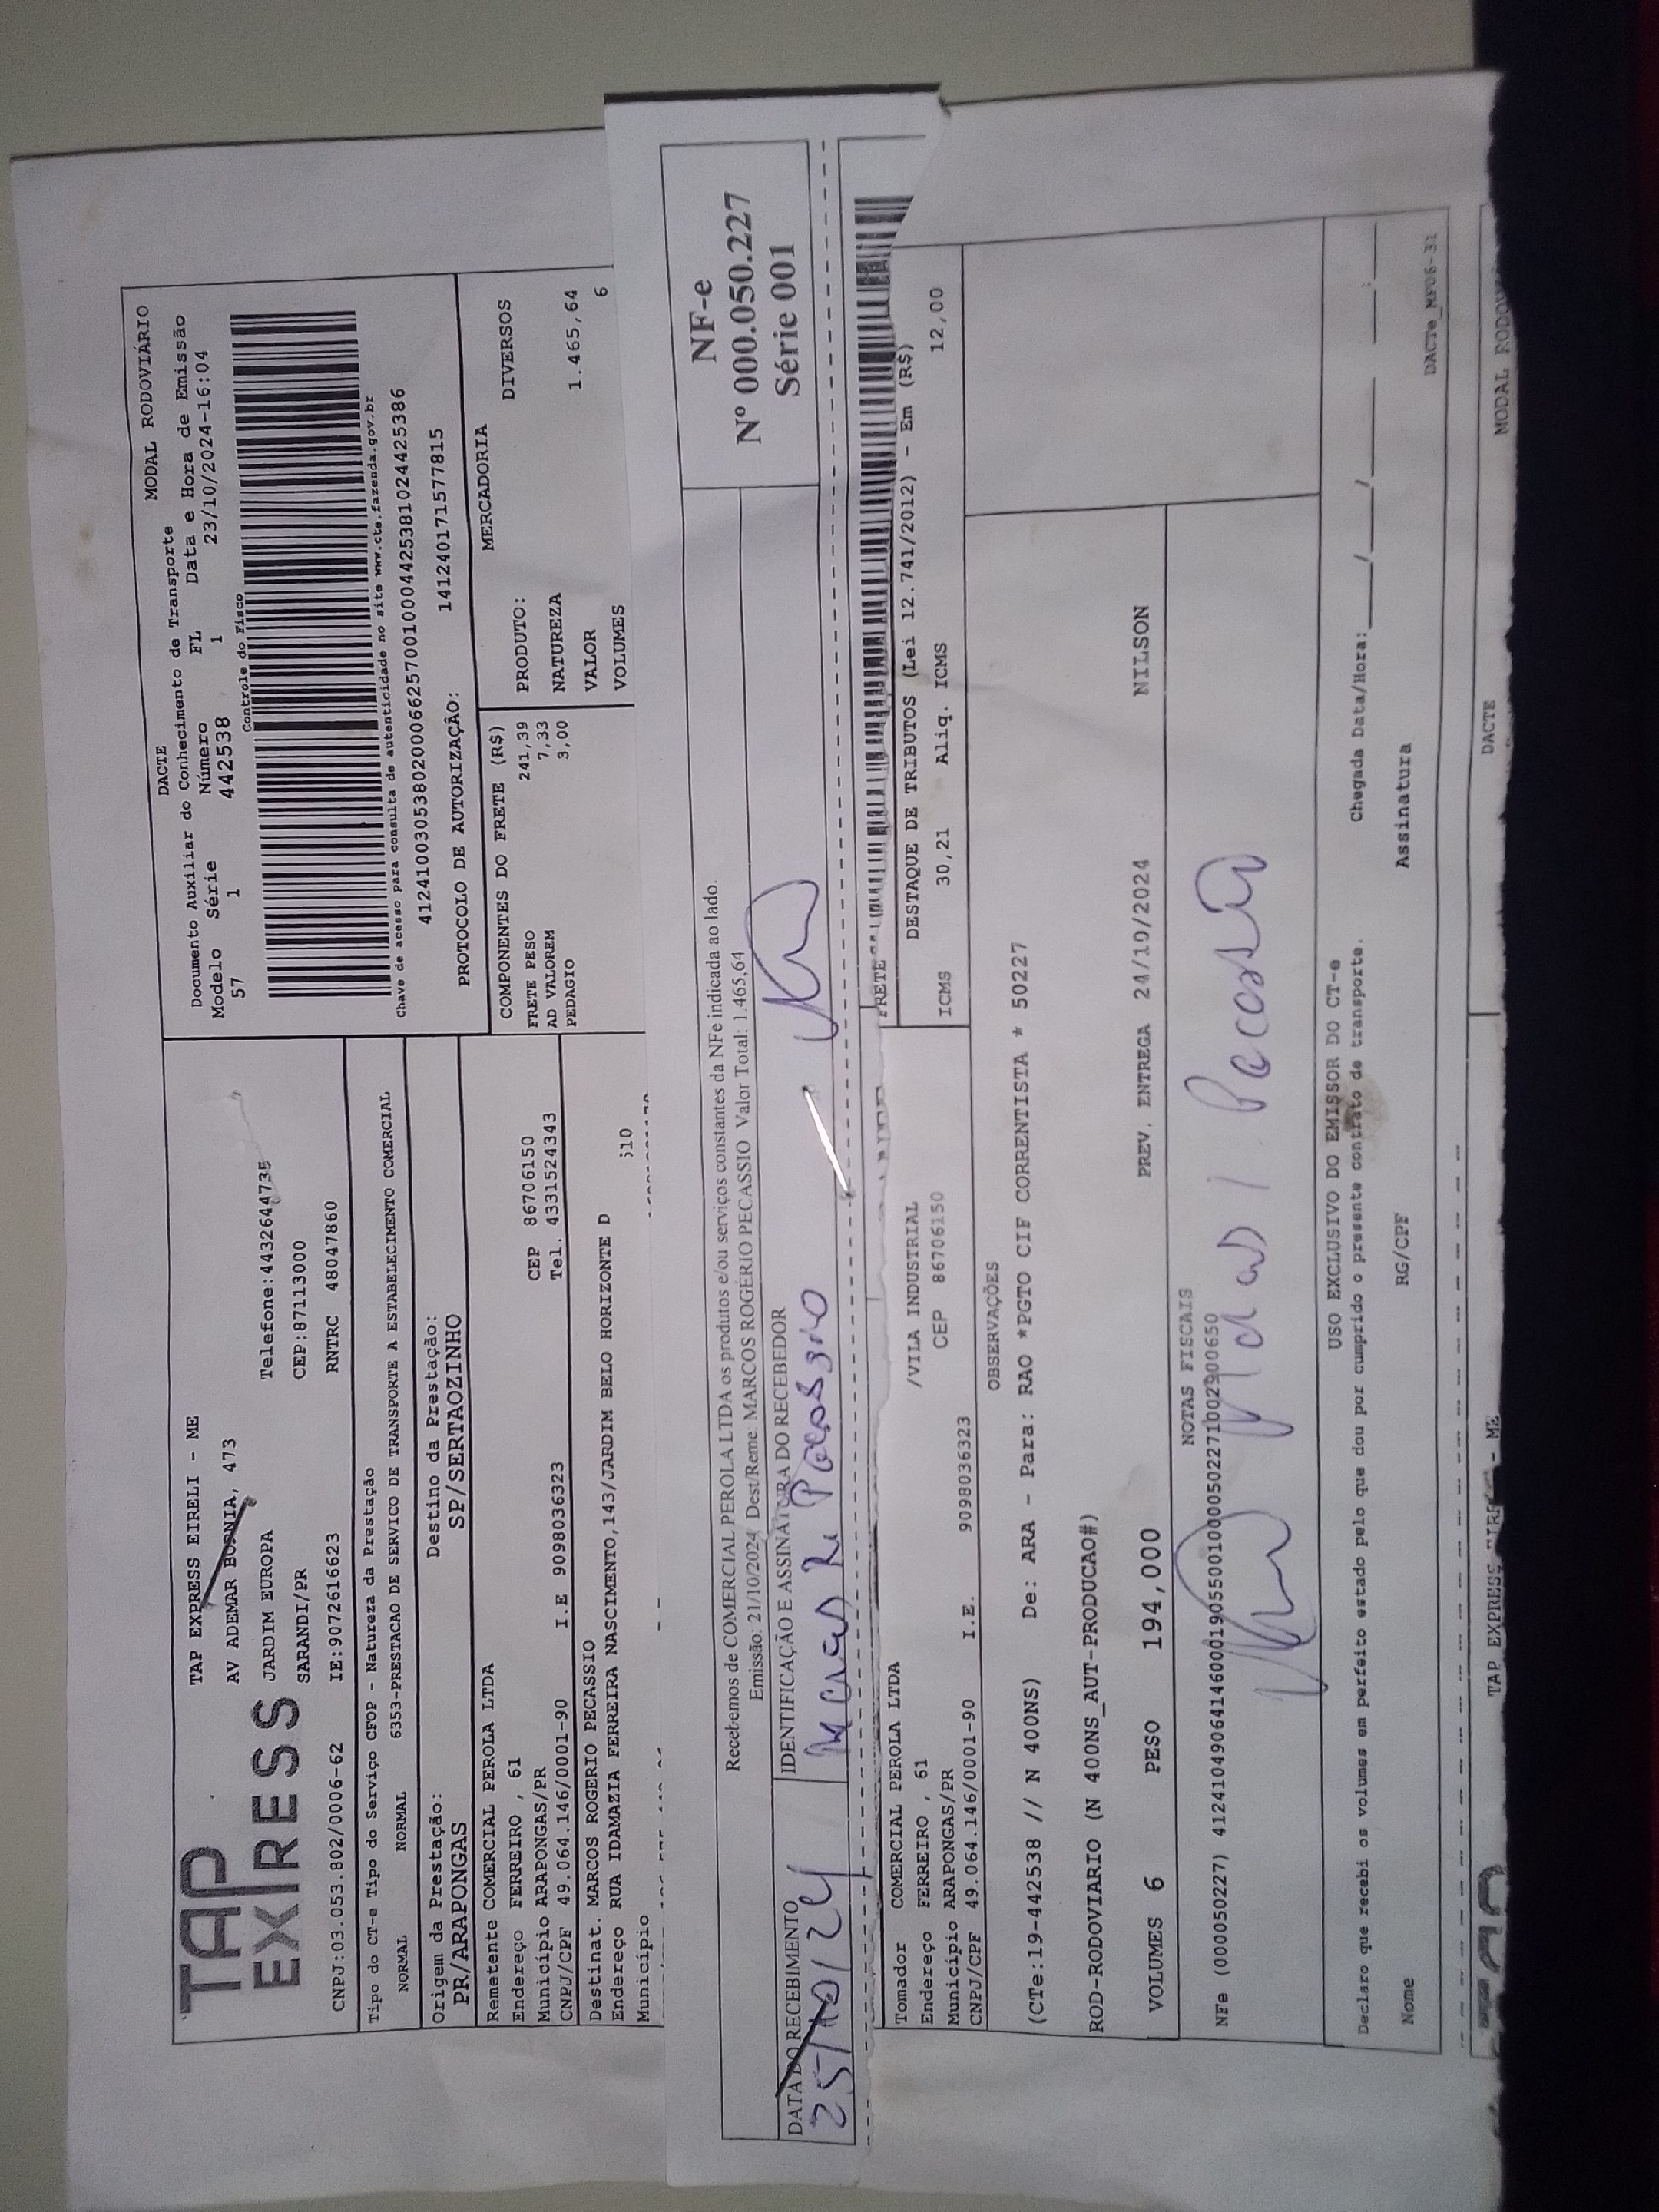 TAP
EXPRESS
TAP EXPRESS EIRELI - ME
AV ADEMAR BORNIA, 4473
JARDIM EUROPA Telefone:4432644735
SARANDI/PR CEP:87113000
CNPJ:03.053.802/0006-62 IE:9072616623 RNTRC 48047860
DACTE MODAL RODOVIÁRIO
Documento Auxiliar do Conhecimento de Transporte
Modelo Série Número FL Data e Hora de Emissão
57 1 442538 1 23/10/2024-16:04
Controle do Fisco
Chave de acesso para consulta de autenticidade no site www.cte.fazenda.gov.br
41241003053802000662570010004425381024425386
PROTOCOLO DE AUTORIZAÇÃO: 141240171577815
Tipo do CT-e Tipo do Serviço CFOP - Natureza da Prestação
NORMAL NORMAL 6353-PRESTACAO DE SERVICO DE TRANSPORTE A ESTABELECIMENTO COMERCIAL
Origem da Prestação: Destino da Prestação:
PR/ARAPONGAS SP/SERTAOZINHO
Remetente COMERCIAL PEROLA LTDA
Endereço FERREIRO , 61
Município ARAPONGAS/PR CEP 86706150
CNPJ/CPF 49.064.146/0001-90 I.E 9098036323 Tel. 4331524343
Destinat. MARCOS ROGERIO PECASSIO
Endereço RUA IDAMAZIA FERREIRA NASCIMENTO,143/JARDIM BELO HORIZONTE D
Município
COMPONENTES DO FRETE (R$)
FRETE PESO 241,39
AD VALOREM 7,33
PEDAGIO 3,00
MERCADORIA
PRODUTO: DIVERSOS
NATUREZA
VALOR 1.465,64
VOLUMES 6
Recebemos de COMERCIAL PEROLA LTDA os produtos e/ou serviços constantes da NFe indicada ao lado.
Emissão: 21/10/2024 Dest/Reme: MARCOS ROGÉRIO PECASSIO Valor Total: 1.465,64
DATA DO RECEBIMENTO IDENTIFICAÇÃO E ASSINATURA DO RECEBEDOR
25/10/24 Marcos R. Pecassio
NF-e
Nº 000.050.227
Série 001
FRETE
Tomador COMERCIAL PEROLA LTDA
Endereço FERREIRO , 61 /VILA INDUSTRIAL
Município ARAPONGAS/PR CEP 86706150
CNPJ/CPF 49.064.146/0001-90 I.E. 9098036323
DESTAQUE DE TRIBUTOS (Lei 12.741/2012) - Em (R$)
ICMS 30,21 Aliq. ICMS 12,00
OBSERVAÇÕES
(CTe:19-442538 // N 400NS) De: ARA - Para: RAO *PGTO CIF CORRENTISTA * 50227
ROD-RODOVIARIO (N 400NS_AUT-PRODUCAO#)
VOLUMES 6 PESO 194,000 PREV. ENTREGA 24/10/2024 NILSON
NOTAS FISCAIS
NFe (000050227) 41241049064146000190550010000502271002900650
USO EXCLUSIVO DO EMISSOR DO CT-e
Declaro que recebi os volumes em perfeito estado pelo que dou por cumprido o presente contrato de transporte. Chegada Data/Hora:___/___/___ ___:___
Nome RG/CPF Assinatura
DACTe_MF06-31
TAP EXPRESS - ME DACTE MODAL